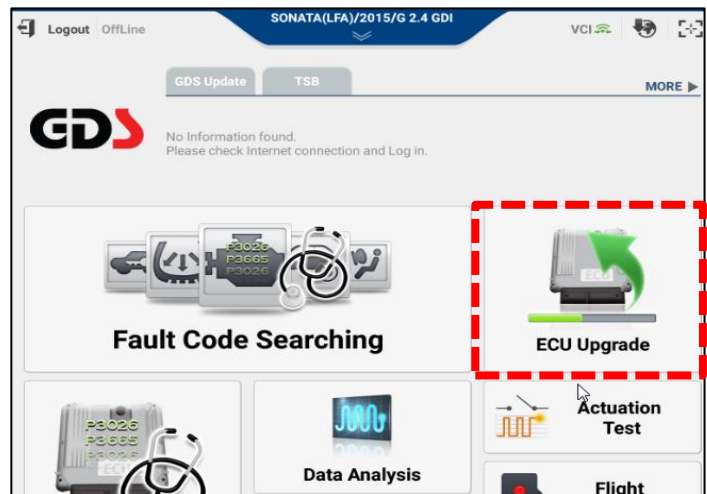 Logout OffLine
SONATA(LFA)/2015/G 2.4 GDI
VCI
GDS Update
TSB
MORE ▶
GDS
No Information found.
Please check Internet connection and Log in.
P3026
P3665
P3026
ECU
Fault Code Searching
ECU Upgrade
P3026
P3665
P3026
ECU
Data Analysis
Actuation
Test
Flight